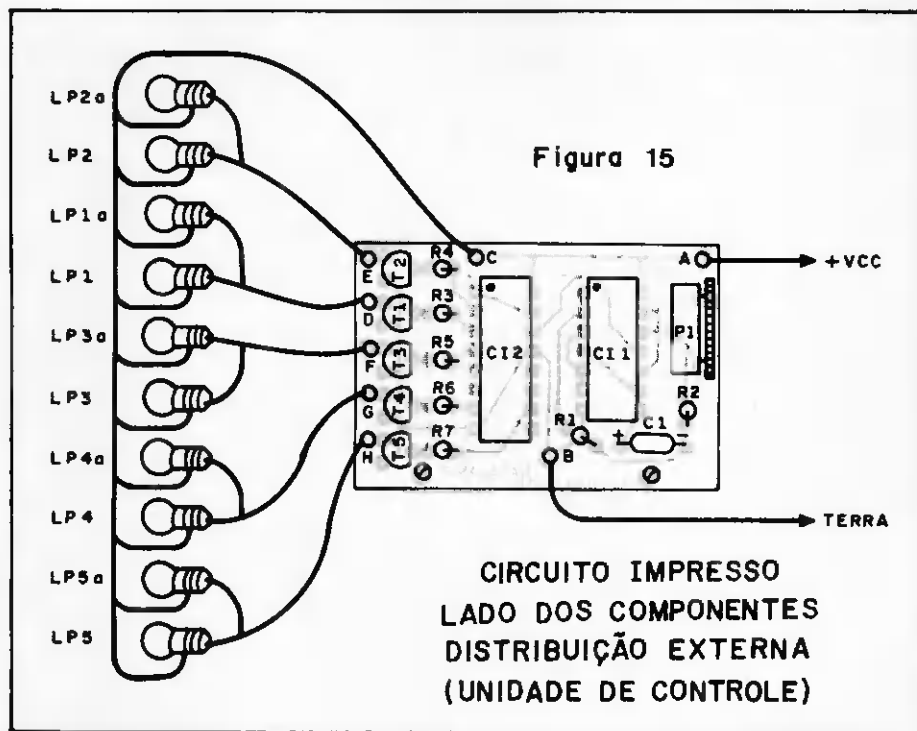 Figura 15
LP2a
LP2
LP1a
LP1
LP3a
LP3
LP4a
LP4
LP5a
LP5
E
D
F
G
H
T2
T1
T3
T4
T5
R4
R3
R5
R6
R7
C
CI2
CI1
A
P1
R2
R1
+
C1
-
B
+VCC
TERRA
CIRCUITO IMPRESSO
LADO DOS COMPONENTES
DISTRIBUIÇÃO EXTERNA
(UNIDADE DE CONTROLE)